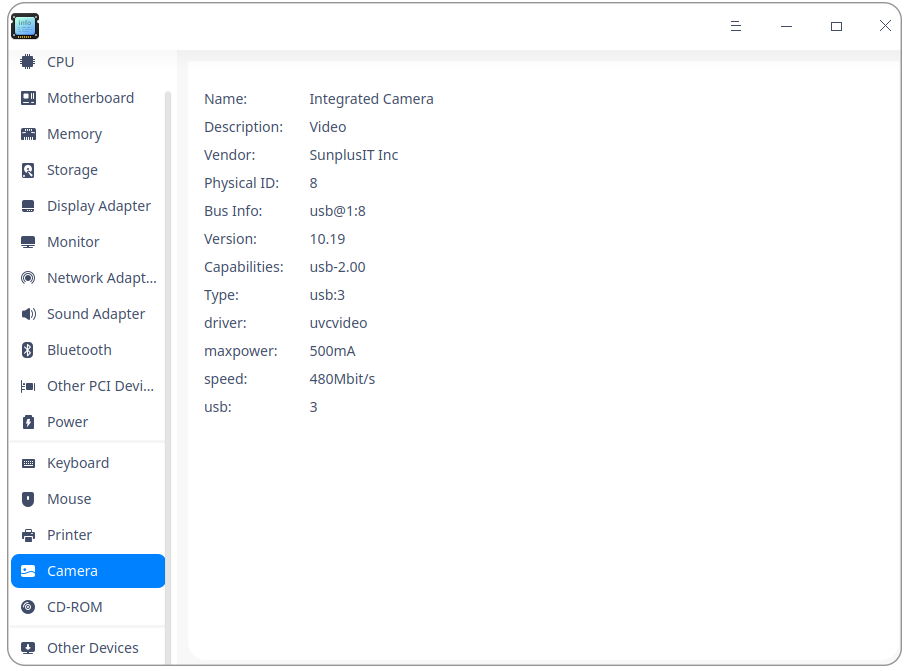 info
CPU
Motherboard
Memory
Storage
Display Adapter
Monitor
Network Adapt...
Sound Adapter
Bluetooth
Other PCI Devi...
Power
Keyboard
Mouse
Printer
Camera
CD-ROM
Other Devices
Name: Integrated Camera
Description: Video
Vendor: SunplusIT Inc
Physical ID: 8
Bus Info: usb@1:8
Version: 10.19
Capabilities: usb-2.00
Type: usb:3
driver: uvcvideo
maxpower: 500mA
speed: 480Mbit/s
usb: 3